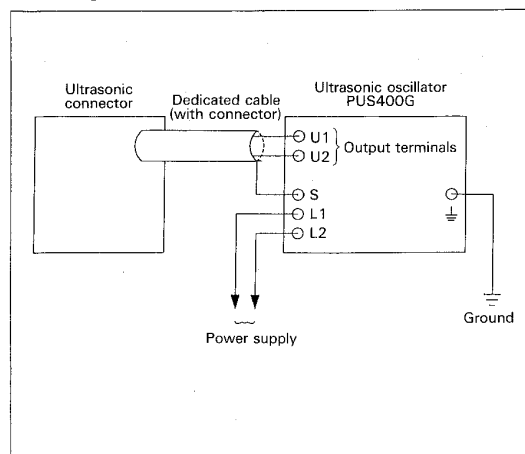 Ultrasonic
connector
Dedicated cable
(with connector)
Ultrasonic oscillator
PUS400G
U1
U2
Output terminals
S
L1
L2
Power supply
Ground